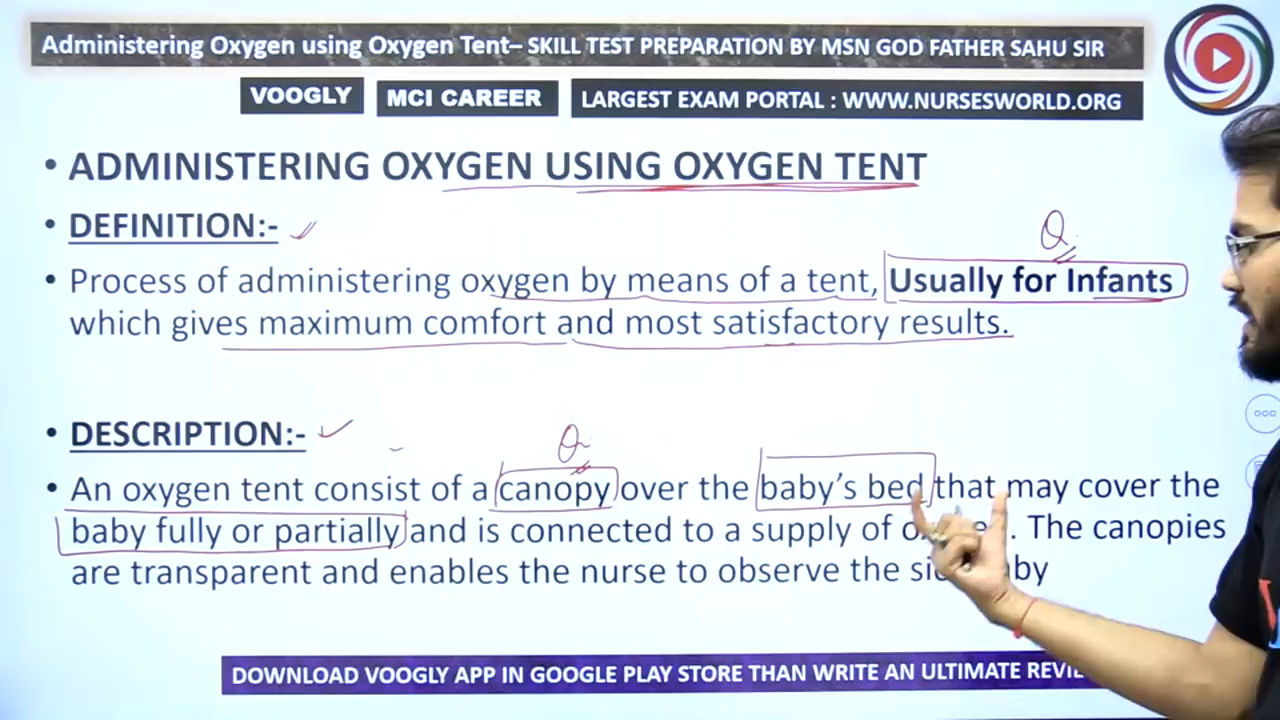 Administering Oxygen using Oxygen Tent– SKILL TEST PREPARATION BY MSN GOD FATHER SAHU SIR
VOOGLY MCI CAREER LARGEST EXAM PORTAL : WWW.NURSESWORLD.ORG
• ADMINISTERING OXYGEN USING OXYGEN TENT
• DEFINITION:-
Q
• Process of administering oxygen by means of a tent, Usually for Infants
which gives maximum comfort and most satisfactory results.
• DESCRIPTION:-
Q
• An oxygen tent consist of a canopy over the baby's bed that may cover the
baby fully or partially and is connected to a supply of . The canopies
are transparent and enables the nurse to observe the
DOWNLOAD VOOGLY APP IN GOOGLE PLAY STORE THAN WRITE AN ULTIMATE